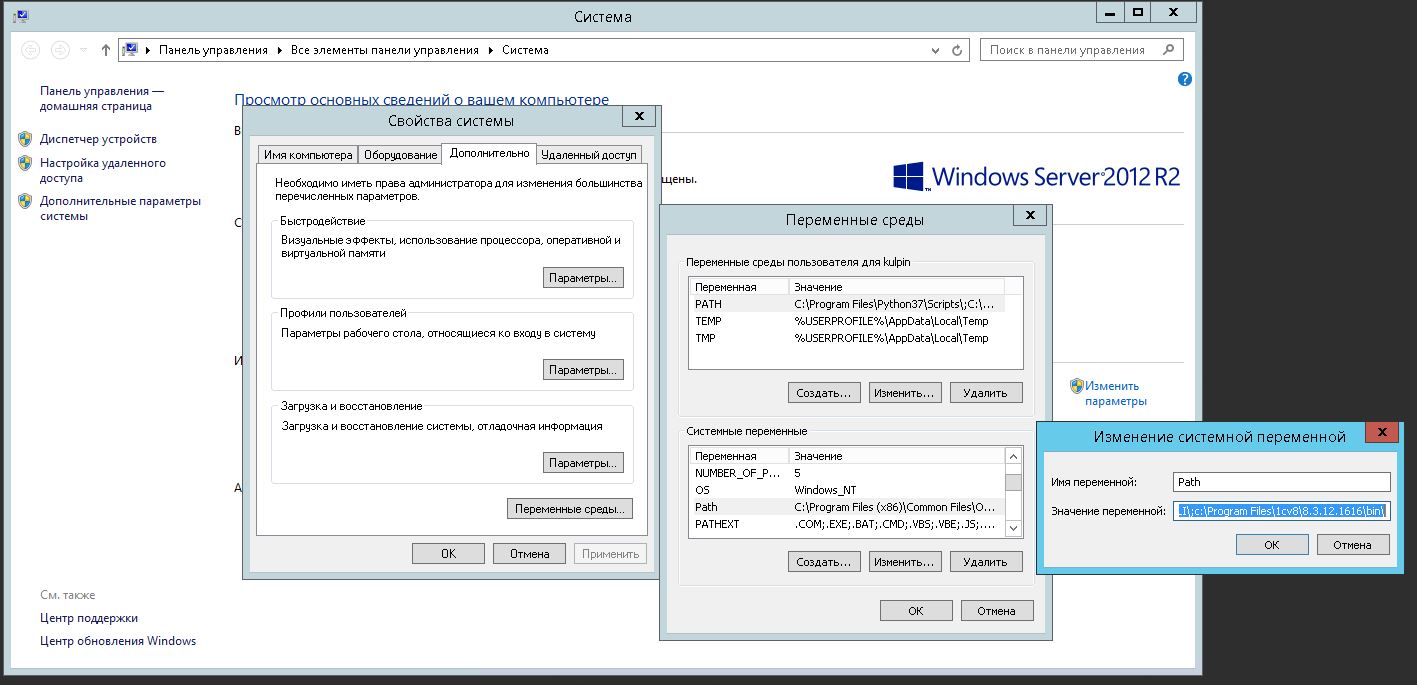 Система
Панель управления
Все элементы панели управления
Система
Поиск в панели управления
Панель управления —
домашняя страница
Диспетчер устройств
Настройка удаленного
доступа
Дополнительные параметры
системы
См. также
Центр поддержки
Центр обновления Windows
Просмотр основных сведений о вашем компьютере
щены.
Windows Server 2012 R2
Изменить
параметры
Свойства системы
Имя компьютера
Оборудование
Дополнительно
Удаленный доступ
Необходимо иметь права администратора для изменения большинства
перечисленных параметров.
Быстродействие
Визуальные эффекты, использование процессора, оперативной и
виртуальной памяти
Параметры...
Профили пользователей
Параметры рабочего стола, относящиеся ко входу в систему
Параметры...
Загрузка и восстановление
Загрузка и восстановление системы, отладочная информация
Параметры...
Переменные среды...
OK
Отмена
Применить
Переменные среды
Переменные среды пользователя для kulpin
Переменная Значение
PATH C:\Program Files\Python37\Scripts\;C:\...
TEMP %USERPROFILE%\AppData\Local\Temp
TMP %USERPROFILE%\AppData\Local\Temp
Создать... Изменить... Удалить
Системные переменные
Переменная Значение
NUMBER_OF_P... 5
OS Windows_NT
Path C:\Program Files (x86)\Common Files\O...
PATHEXT .COM;.EXE;.BAT;.CMD;.VBS;.VBE;.JS;....
Создать... Изменить... Удалить
OK Отмена
Изменение системной переменной
Имя переменной: Path
Значение переменной: .I\;c:\Program Files\1cv8\8.3.12.1616\bin\
OK Отмена